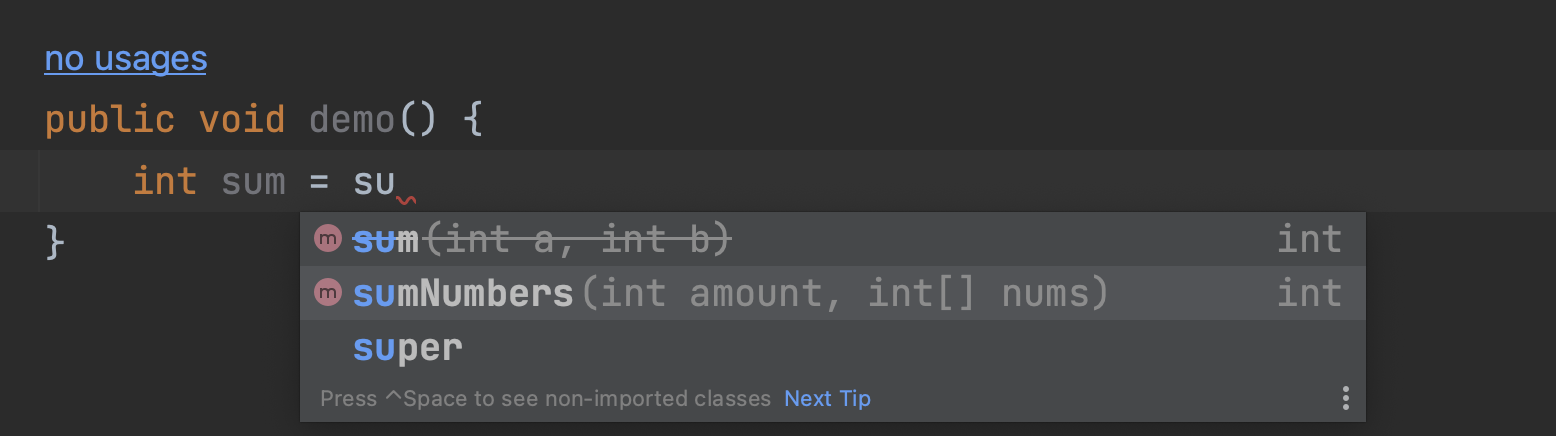 no usages
public void demo() {
    int sum = su
m sum(int a, int b) int
m sumNumbers(int amount, int[] nums) int
super
Press ^Space to see non-imported classes Next Tip
}